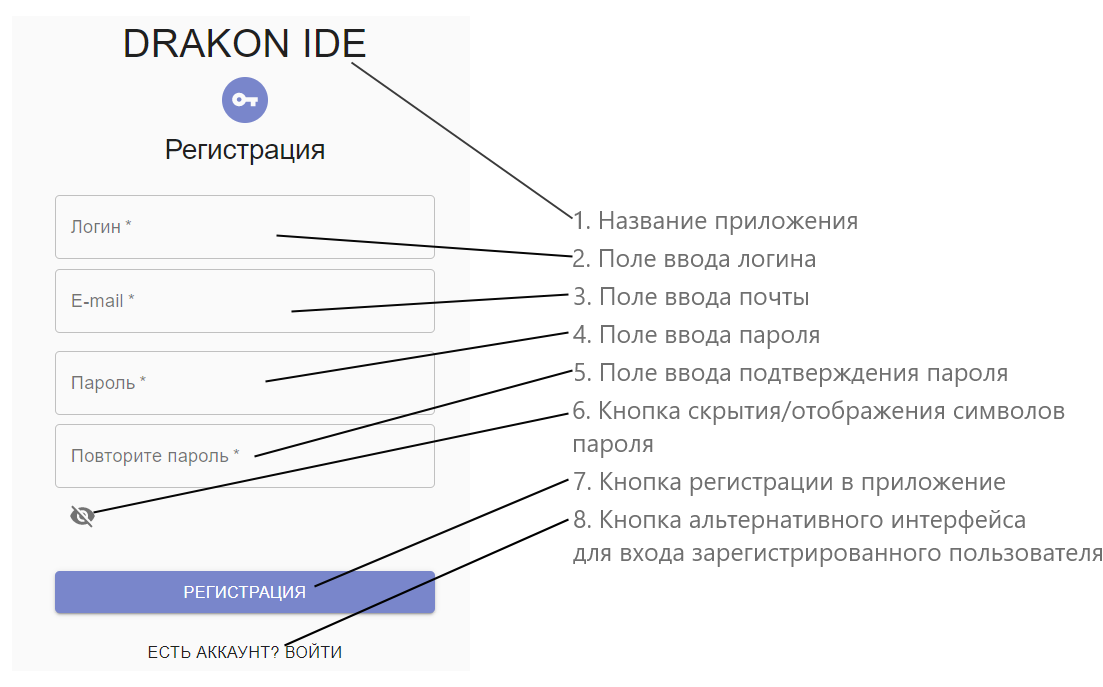 DRAKON IDE
Регистрация
Логин *
E-mail *
Пароль *
Повторите пароль *
РЕГИСТРАЦИЯ
ЕСТЬ АККАУНТ? ВОЙТИ
1. Название приложения
2. Поле ввода логина
3. Поле ввода почты
4. Поле ввода пароля
5. Поле ввода подтверждения пароля
6. Кнопка скрытия/отображения символов
пароля
7. Кнопка регистрации в приложение
8. Кнопка альтернативного интерфейса
для входа зарегистрированного пользователя